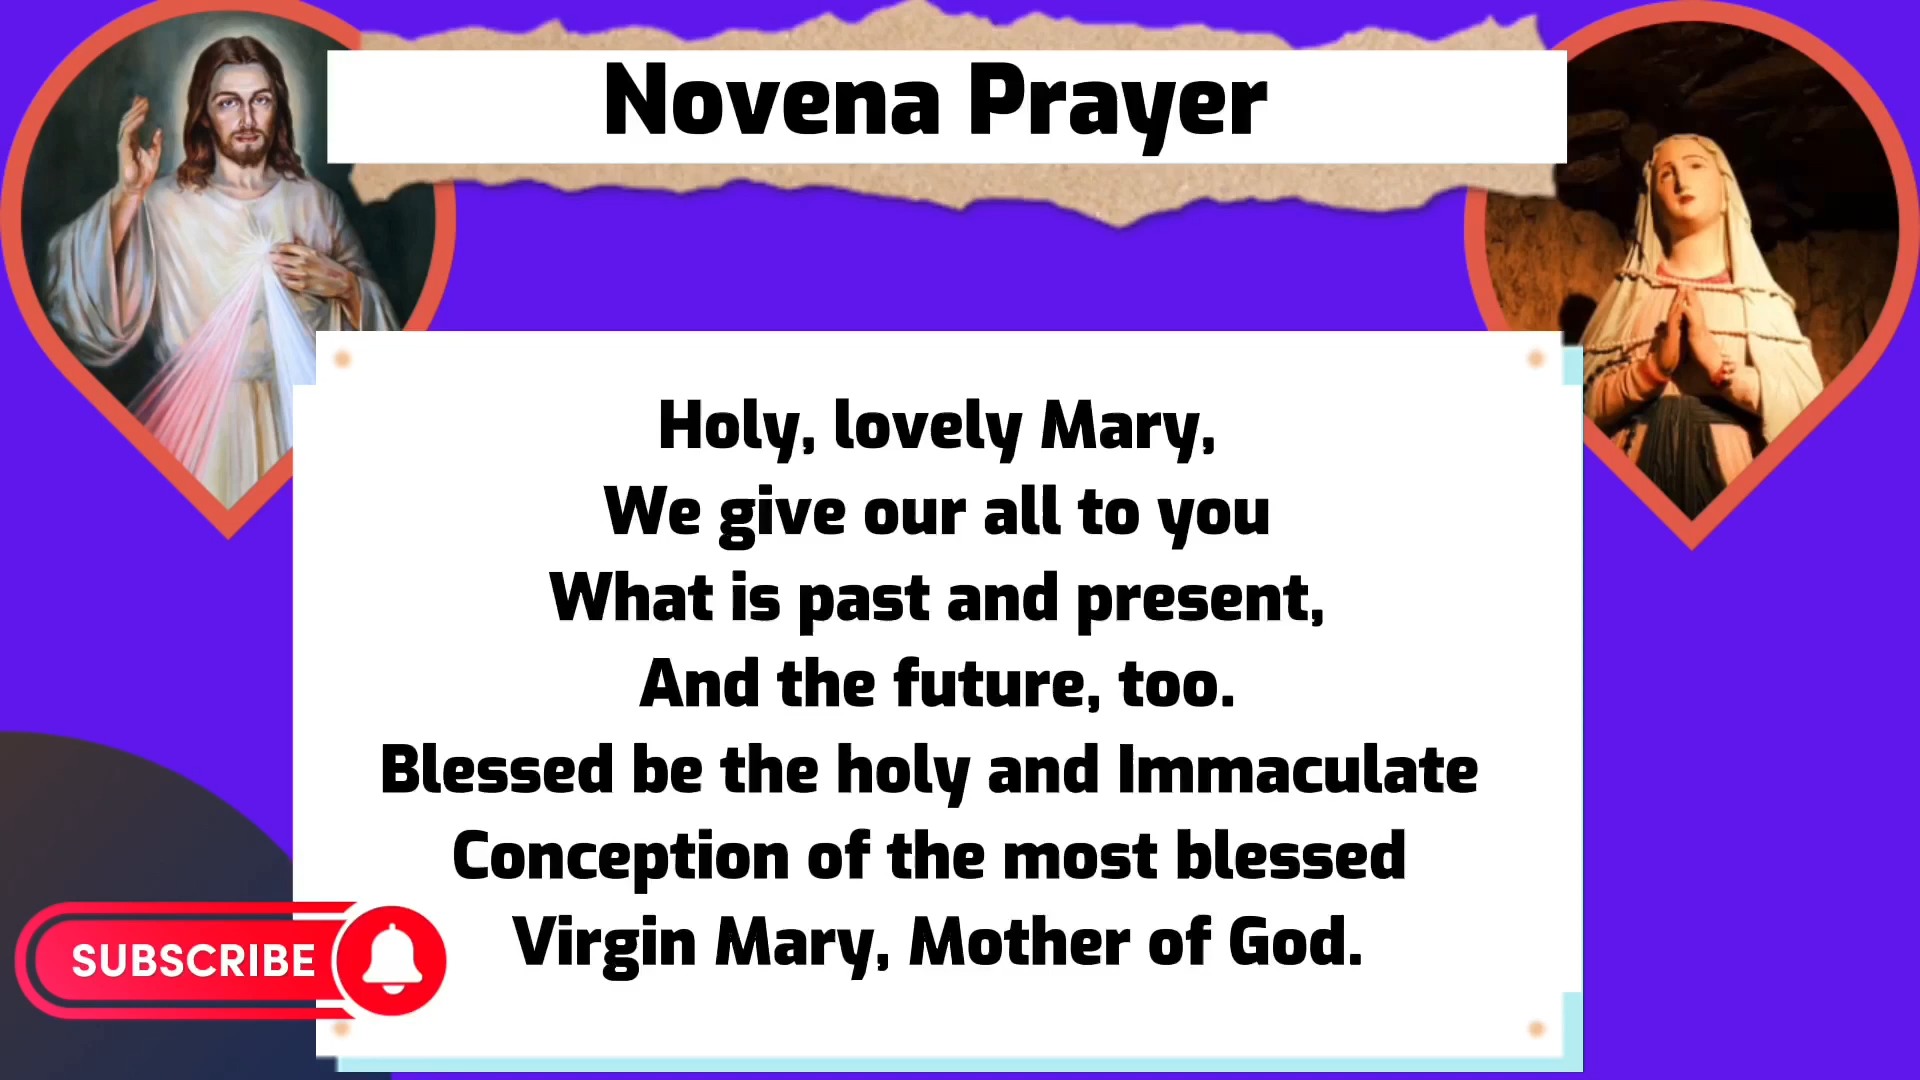 Novena Prayer
Holy, lovely Mary,
We give our all to you
What is past and present,
And the future, too.
Blessed be the holy and Immaculate
Conception of the most blessed
Virgin Mary, Mother of God.
SUBSCRIBE